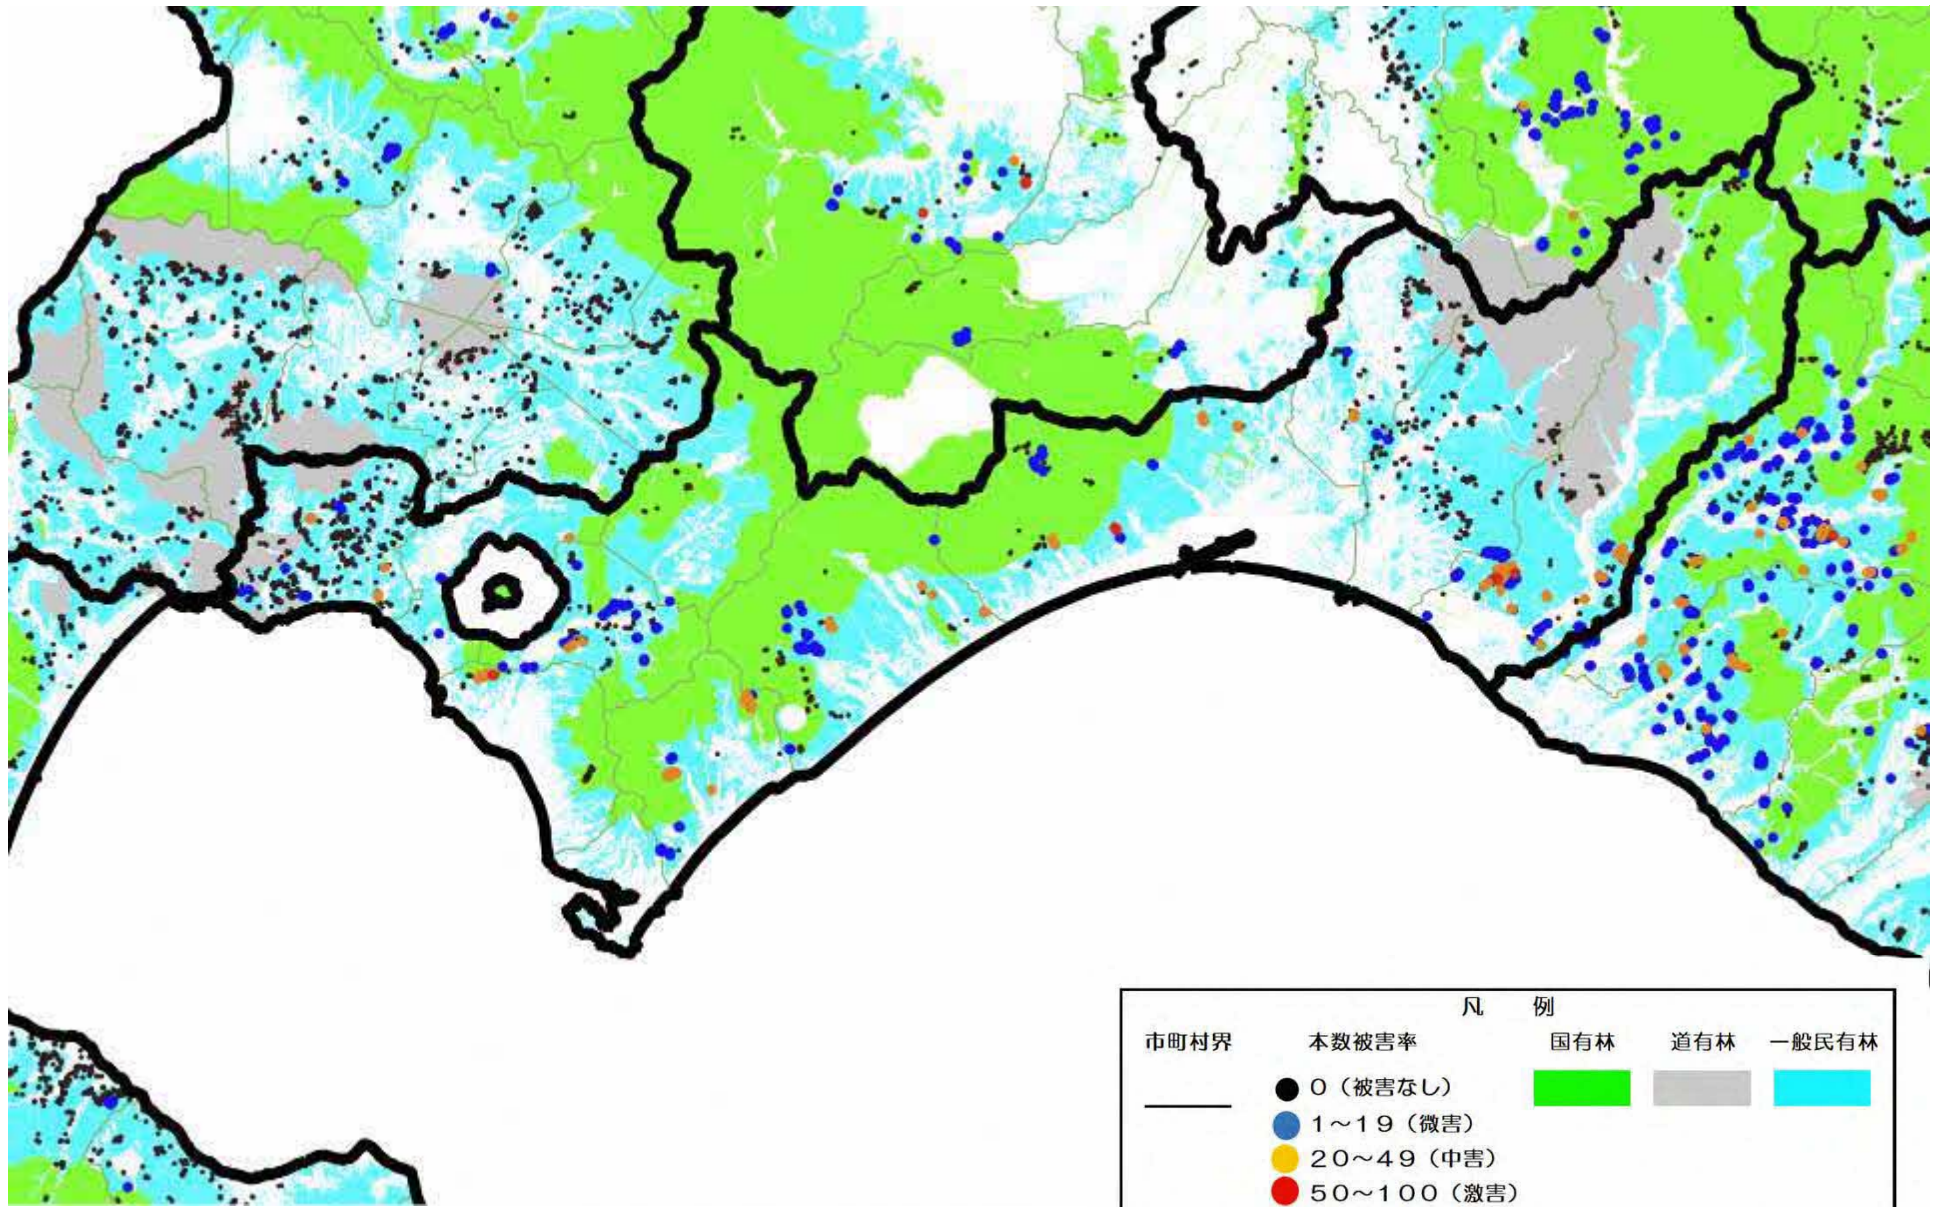 凡 例
市町村界 本数被害率 国有林 道有林 一般民有林
０（被害なし）
１～１９（微害）
２０～４９（中害）
５０～１００（激害）